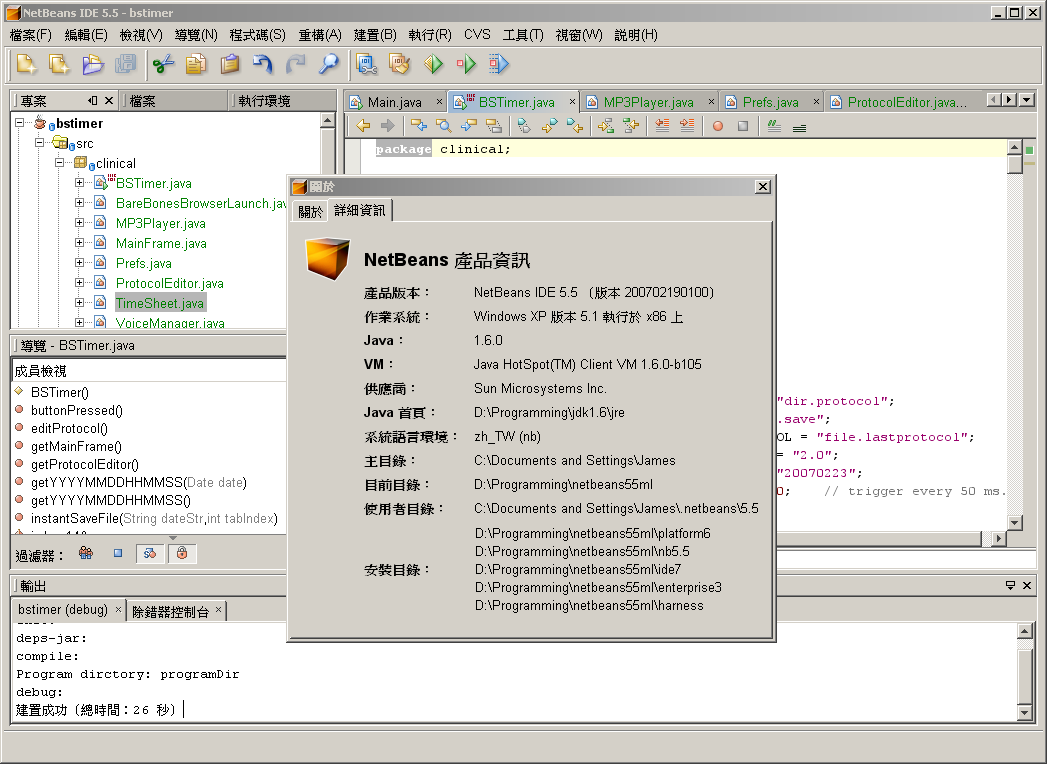 NetBeans IDE 5.5 - bstimer
檔案(F) 編輯(E) 檢視(V) 導覽(N) 程式碼(S) 重構(A) 建置(B) 執行(R) CVS 工具(T) 視窗(W) 說明(H)
專案 檔案 執行環境
bstimer
src
clinical
BSTimer.java
BareBonesBrowserLaunch.jav
MP3Player.java
MainFrame.java
Prefs.java
ProtocolEditor.java
TimeSheet.java
VoiceManager.java
導覽 - BSTimer.java
成員檢視
BSTimer()
buttonPressed()
editProtocol()
getMainFrame()
getProtocolEditor()
getYYYYMMDDHHMMSS(Date date)
getYYYYMMDDHHMMSS()
instantSaveFile(String dateStr,int tabIndex)
過濾器：
Main.java BSTimer.java MP3Player.java Prefs.java ProtocolEditor.java...
package clinical;
"dir.protocol";
.save";
OL = "file.lastprotocol";
= "2.0";
"20070223";
0; // trigger every 50 ms.
關於
關於 詳細資訊
NetBeans 產品資訊
產品版本： NetBeans IDE 5.5 （版本 200702190100）
作業系統： Windows XP 版本 5.1 執行於 x86 上
Java： 1.6.0
VM： Java HotSpot(TM) Client VM 1.6.0-b105
供應商： Sun Microsystems Inc.
Java 首頁： D:\Programming\jdk1.6\jre
系統語言環境： zh_TW (nb)
主目錄： C:\Documents and Settings\James
目前目錄： D:\Programming\netbeans55ml
使用者目錄： C:\Documents and Settings\James\.netbeans\5.5
安裝目錄： D:\Programming\netbeans55ml\platform6
D:\Programming\netbeans55ml\nb5.5
D:\Programming\netbeans55ml\ide7
D:\Programming\netbeans55ml\enterprise3
D:\Programming\netbeans55ml\harness
輸出
bstimer (debug) 除錯器控制台
deps-jar:
compile:
Program dirctory: programDir
debug:
建置成功（總時間：26 秒）